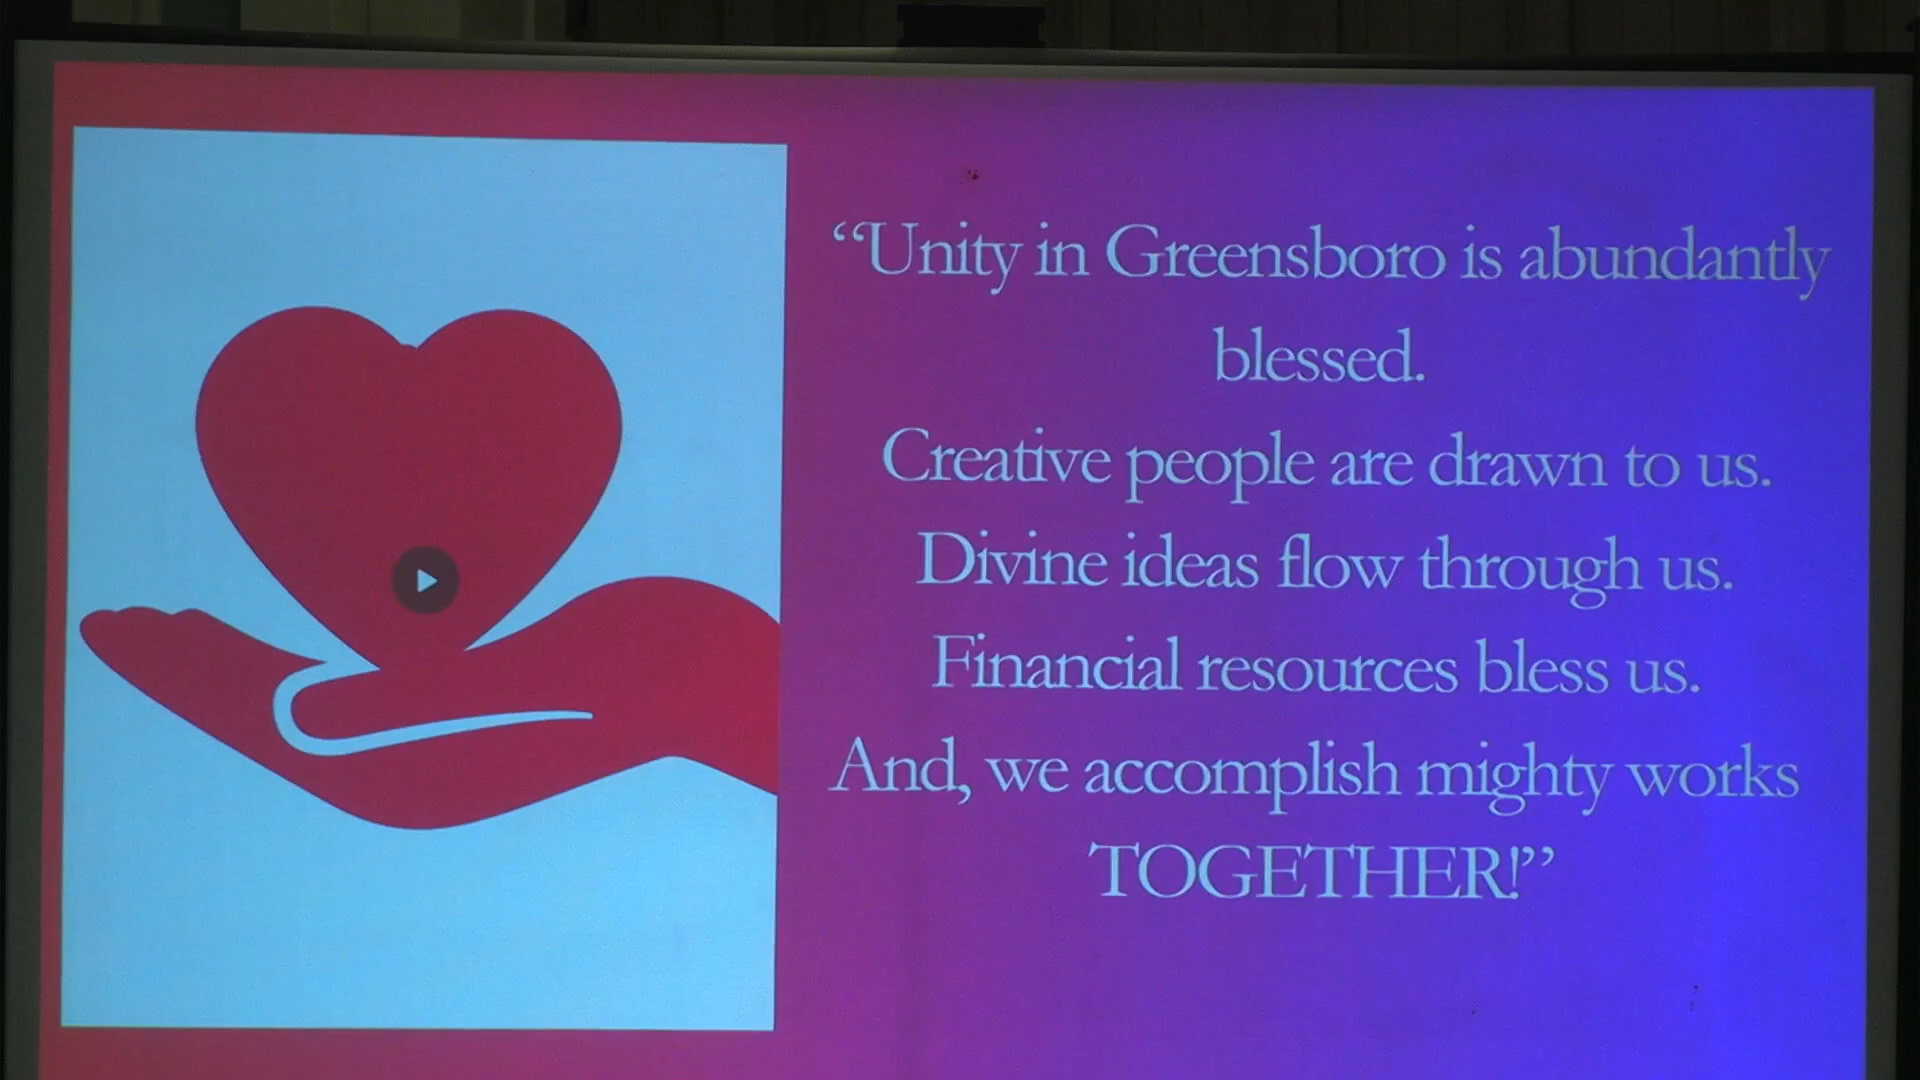 “Unity in Greensboro is abundantly
blessed.
Creative people are drawn to us.
Divine ideas flow through us.
Financial resources bless us.
And, we accomplish mighty works
TOGETHER!”